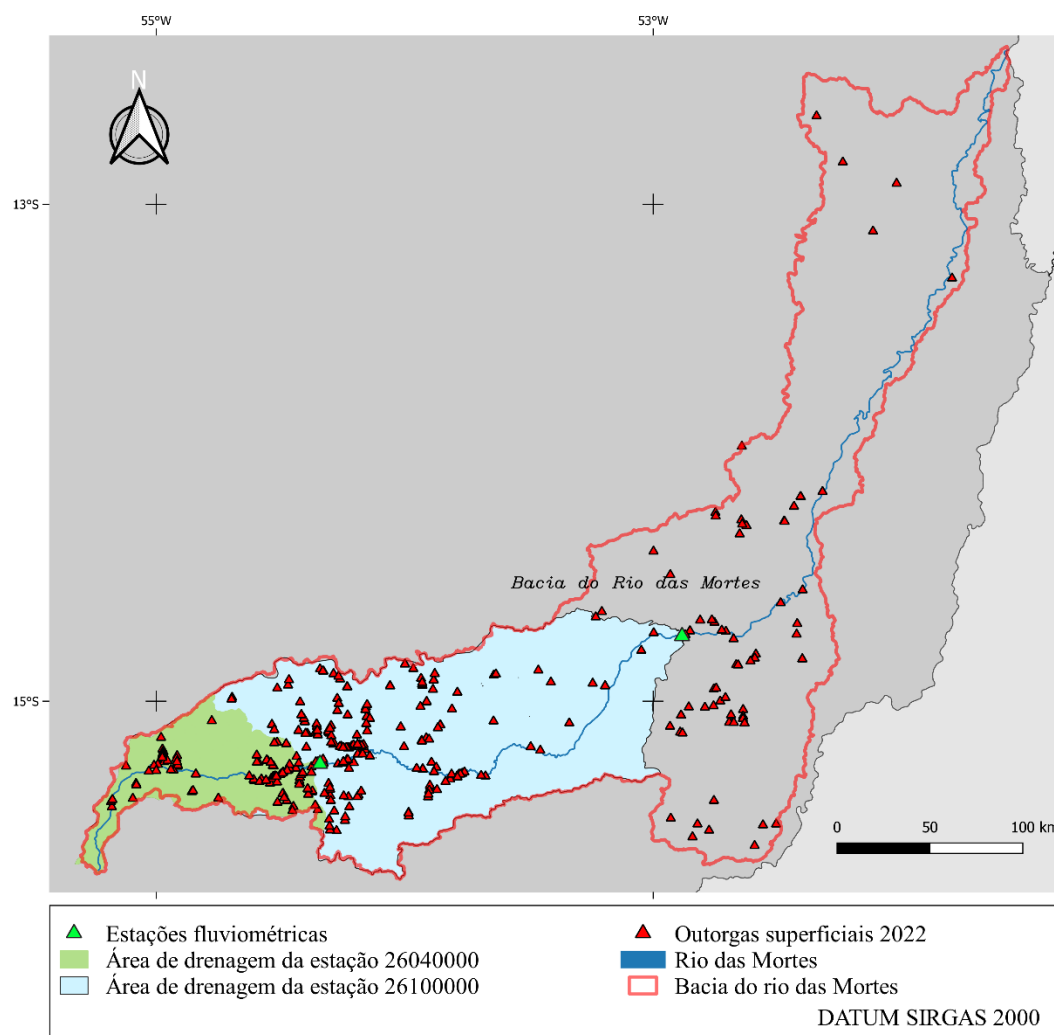 55°W 53°W
N
13°S
Bacia do Rio das Mortes
15°S
0 50 100 km
Estações fluviométricas
Outorgas superficiais 2022
Área de drenagem da estação 26040000
Rio das Mortes
Área de drenagem da estação 26100000
Bacia do rio das Mortes
DATUM SIRGAS 2000